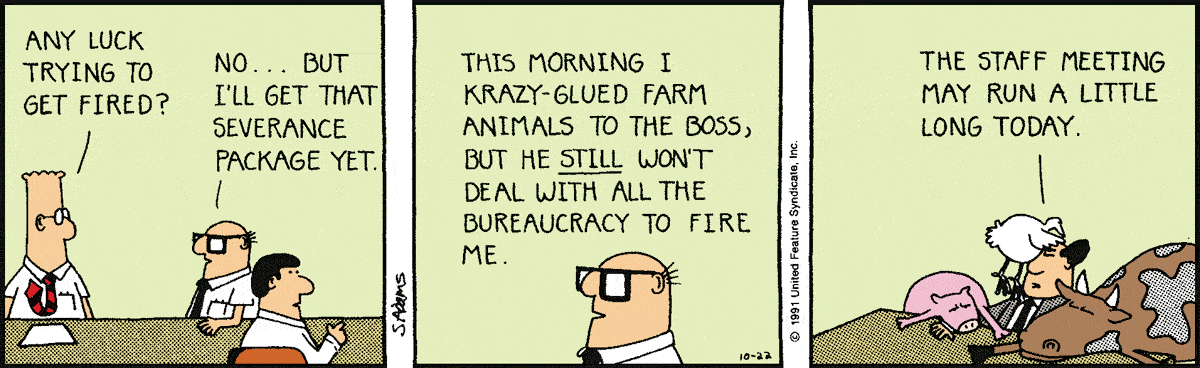 ANY LUCK
TRYING TO
GET FIRED?
NO... BUT
I'LL GET THAT
SEVERANCE
PACKAGE YET.
S.Adams
THIS MORNING I
KRAZY-GLUED FARM
ANIMALS TO THE BOSS,
BUT HE STILL WON'T
DEAL WITH ALL THE
BUREAUCRACY TO FIRE
ME.
10-22
© 1991 United Feature Syndicate, Inc.
THE STAFF MEETING
MAY RUN A LITTLE
LONG TODAY.